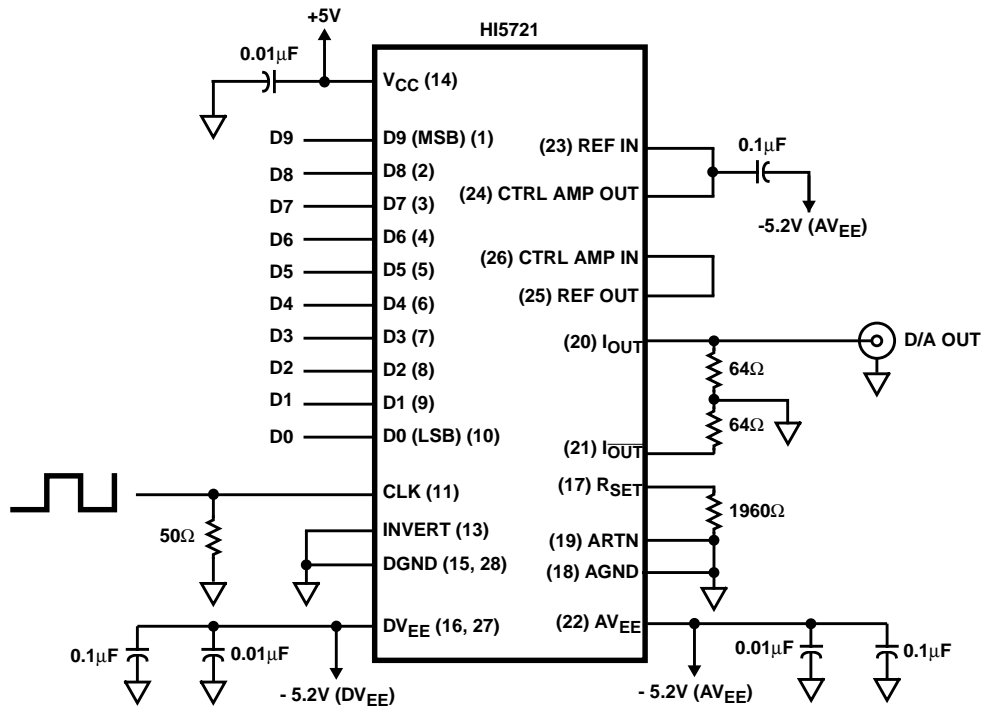 +5V
HI5721
0.01μF
V_CC (14)
D9
D9 (MSB) (1)
D8
D8 (2)
D7
D7 (3)
D6
D6 (4)
D5
D5 (5)
D4
D4 (6)
D3
D3 (7)
D2
D2 (8)
D1
D1 (9)
D0
D0 (LSB) (10)
CLK (11)
50Ω
INVERT (13)
DGND (15, 28)
DV_EE (16, 27)
0.1μF
0.01μF
- 5.2V (DV_EE)
(23) REF IN
0.1μF
(24) CTRL AMP OUT
-5.2V (AV_EE)
(26) CTRL AMP IN
(25) REF OUT
(20) I_OUT
D/A OUT
64Ω
64Ω
(21) I_O̅U̅T̅
(17) R_SET
1960Ω
(19) ARTN
(18) AGND
(22) AV_EE
- 5.2V (AV_EE)
0.01μF
0.1μF